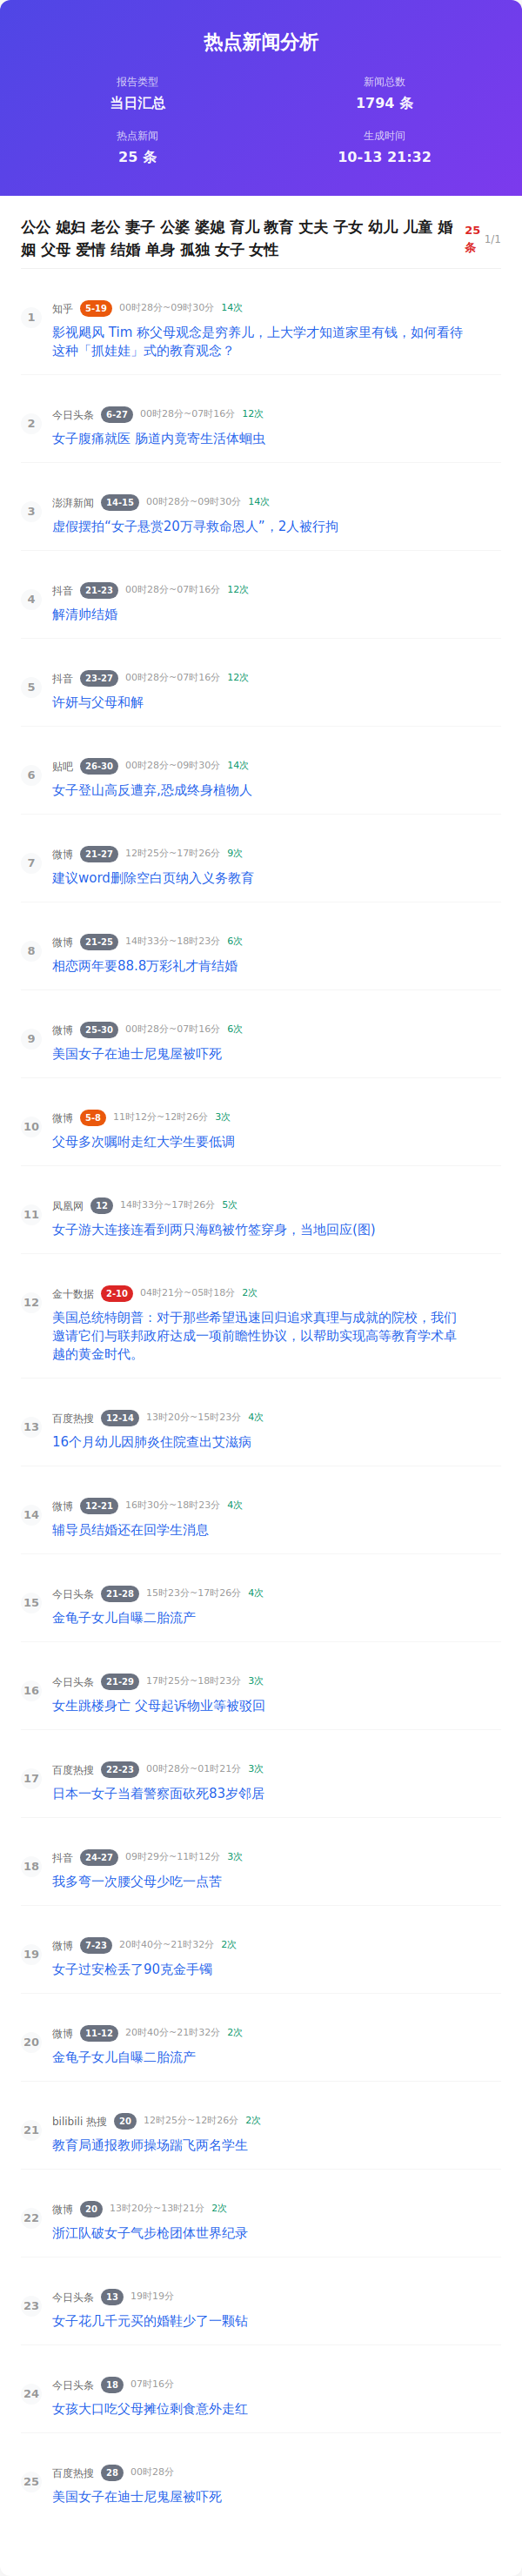 热点新闻分析
报告类型
当日汇总
新闻总数
1794 条
热点新闻
25 条
生成时间
10-13 21:32
公公 媳妇 老公 妻子 公婆 婆媳 育儿 教育 丈夫 子女 幼儿 儿童 婚
姻 父母 爱情 结婚 单身 孤独 女子 女性
25
条
1/1
1
知乎 5-19 00时28分~09时30分 14次
影视飓风 Tim 称父母观念是穷养儿，上大学才知道家里有钱，如何看待
这种「抓娃娃」式的教育观念？
2
今日头条 6-27 00时28分~07时16分 12次
女子腹痛就医 肠道内竟寄生活体蛔虫
3
澎湃新闻 14-15 00时28分~09时30分 14次
虚假摆拍“女子悬赏20万寻救命恩人”，2人被行拘
4
抖音 21-23 00时28分~07时16分 12次
解清帅结婚
5
抖音 23-27 00时28分~07时16分 12次
许妍与父母和解
6
贴吧 26-30 00时28分~09时30分 14次
女子登山高反遭弃,恐成终身植物人
7
微博 21-27 12时25分~17时26分 9次
建议word删除空白页纳入义务教育
8
微博 21-25 14时33分~18时23分 6次
相恋两年要88.8万彩礼才肯结婚
9
微博 25-30 00时28分~07时16分 6次
美国女子在迪士尼鬼屋被吓死
10
微博 5-8 11时12分~12时26分 3次
父母多次嘱咐走红大学生要低调
11
凤凰网 12 14时33分~17时26分 5次
女子游大连接连看到两只海鸥被竹签穿身，当地回应(图)
12
金十数据 2-10 04时21分~05时18分 2次
美国总统特朗普：对于那些希望迅速回归追求真理与成就的院校，我们
邀请它们与联邦政府达成一项前瞻性协议，以帮助实现高等教育学术卓
越的黄金时代。
13
百度热搜 12-14 13时20分~15时23分 4次
16个月幼儿因肺炎住院查出艾滋病
14
微博 12-21 16时30分~18时23分 4次
辅导员结婚还在回学生消息
15
今日头条 21-28 15时23分~17时26分 4次
金龟子女儿自曝二胎流产
16
今日头条 21-29 17时25分~18时23分 3次
女生跳楼身亡 父母起诉物业等被驳回
17
百度热搜 22-23 00时28分~01时21分 3次
日本一女子当着警察面砍死83岁邻居
18
抖音 24-27 09时29分~11时12分 3次
我多弯一次腰父母少吃一点苦
19
微博 7-23 20时40分~21时32分 2次
女子过安检丢了90克金手镯
20
微博 11-12 20时40分~21时32分 2次
金龟子女儿自曝二胎流产
21
bilibili 热搜 20 12时25分~12时26分 2次
教育局通报教师操场踹飞两名学生
22
微博 20 13时20分~13时21分 2次
浙江队破女子气步枪团体世界纪录
23
今日头条 13 19时19分
女子花几千元买的婚鞋少了一颗钻
24
今日头条 18 07时16分
女孩大口吃父母摊位剩食意外走红
25
百度热搜 28 00时28分
美国女子在迪士尼鬼屋被吓死